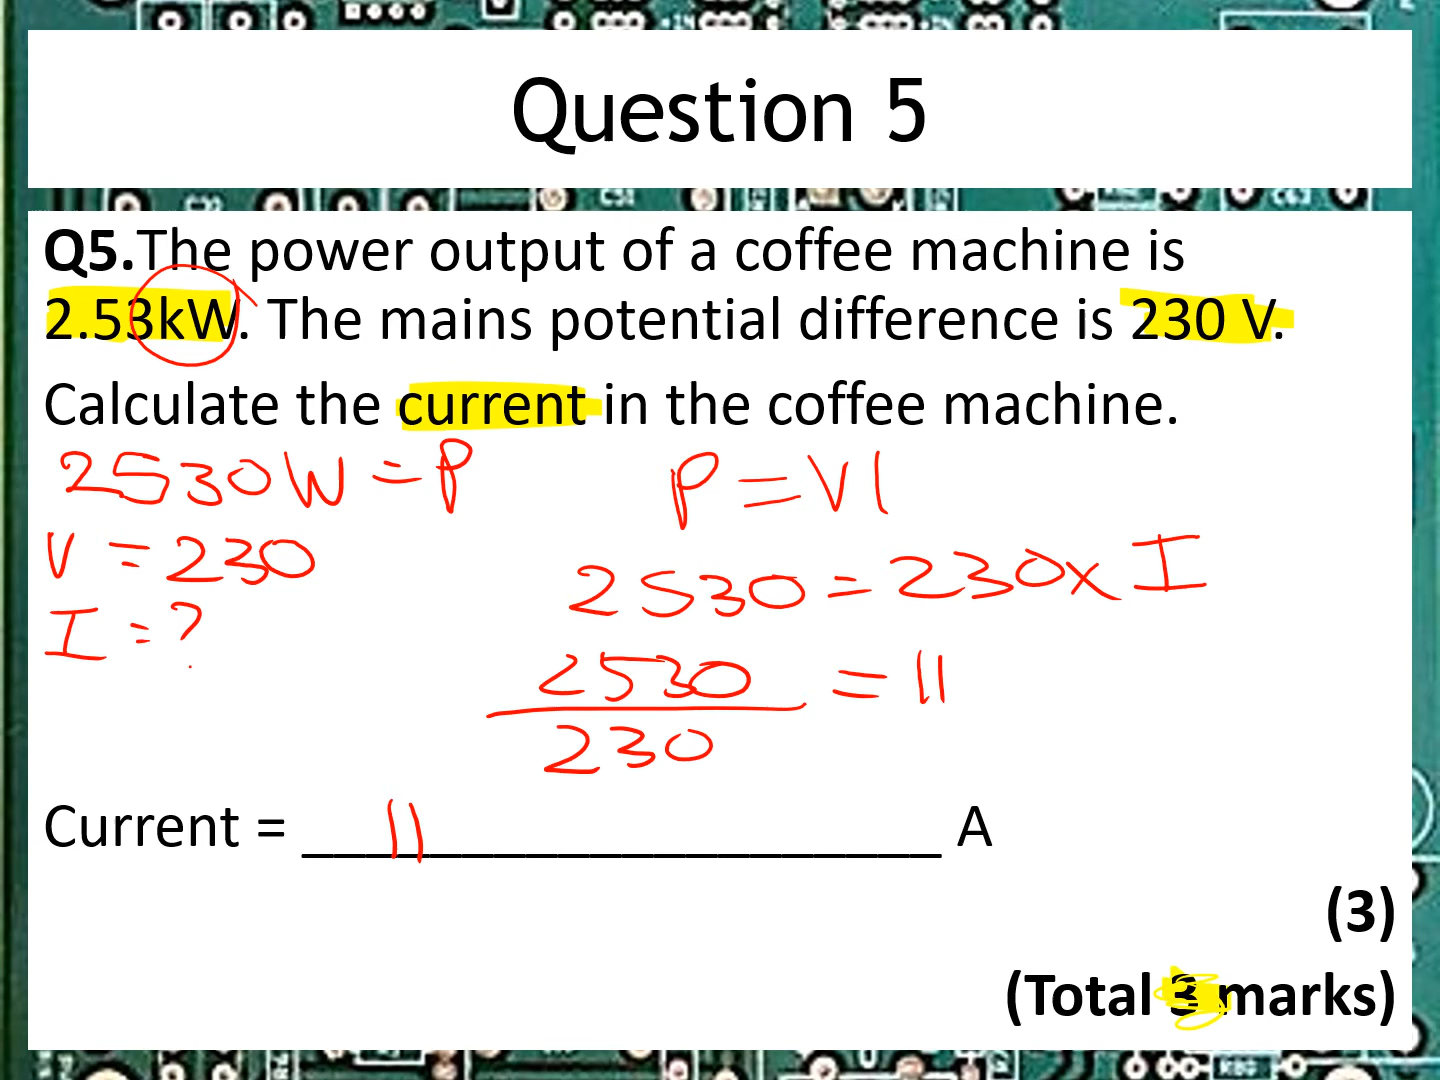 Question 5
Q5.The power output of a coffee machine is
2.53kW. The mains potential difference is 230 V.
Calculate the current in the coffee machine.
2530 W = P
P = VI
V = 230
2530 = 230 x I
I = ?
2530 = 11
230
Current = 11 A
(3)
(Total 3 marks)